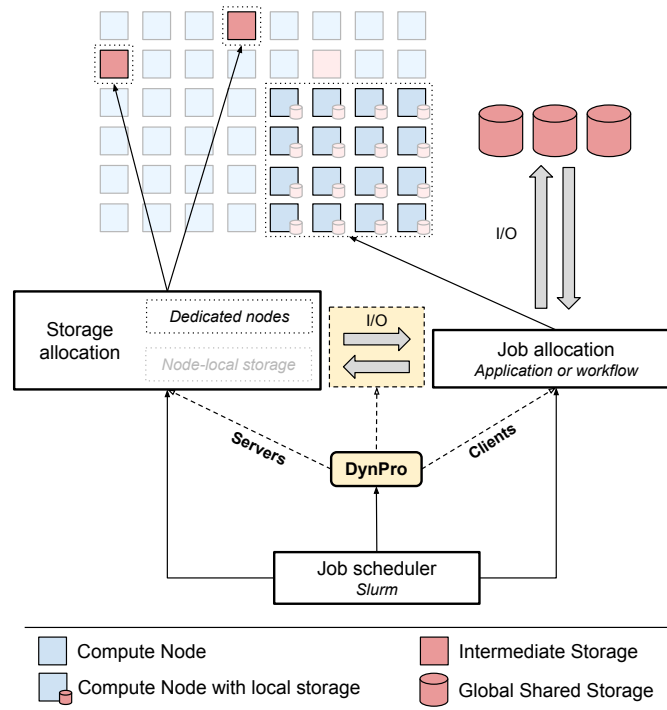 I/O
Storage
allocation
Dedicated nodes
Node-local storage
I/O
Job allocation
Application or workflow
Servers
Clients
DynPro
Job scheduler
Slurm
Compute Node
Intermediate Storage
Compute Node with local storage
Global Shared Storage